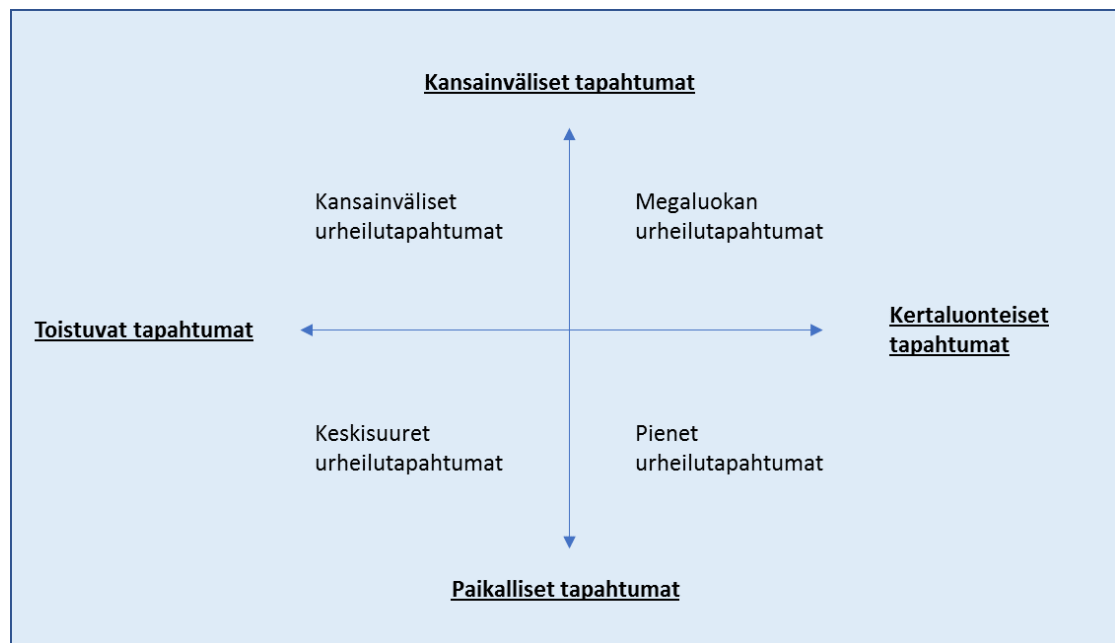 Kansainväliset tapahtumat
Kansainväliset
urheilutapahtumat
Megaluokan
urheilutapahtumat
Toistuvat tapahtumat
Kertaluonteiset
tapahtumat
Keskisuuret
urheilutapahtumat
Pienet
urheilutapahtumat
Paikalliset tapahtumat